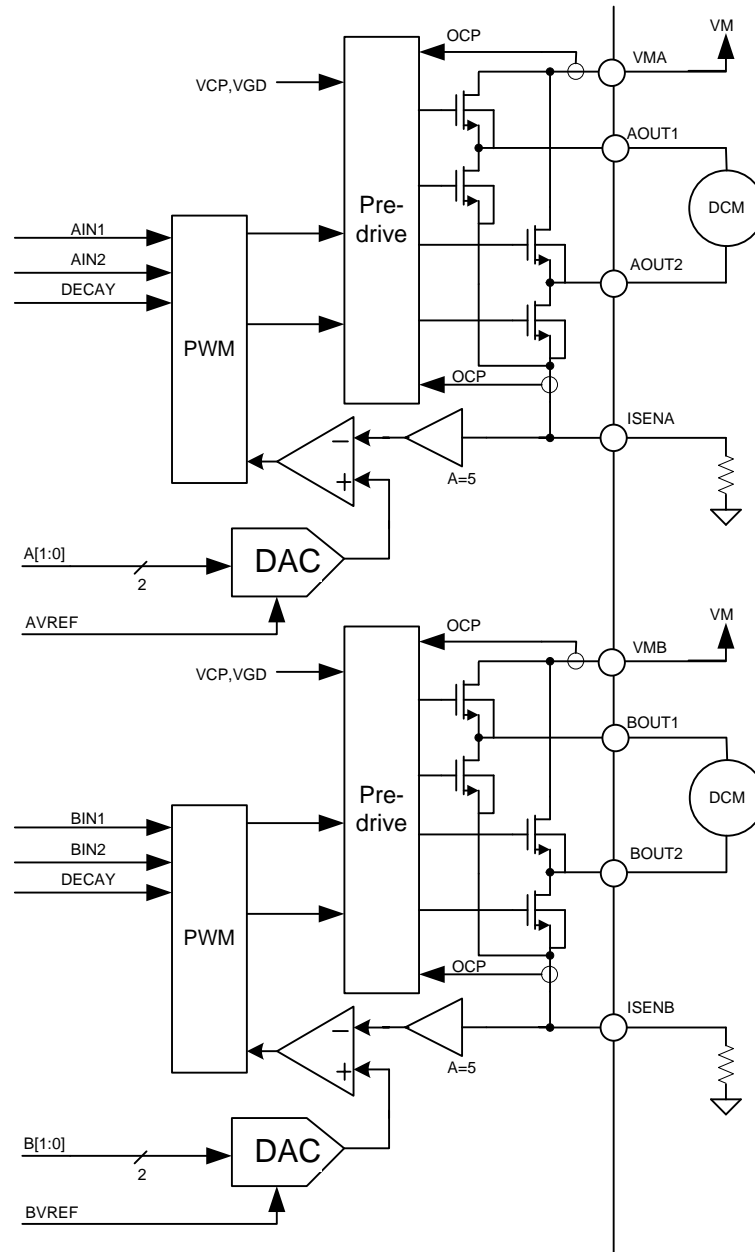 OCP
VM
VMA
VCP,VGD
AOUT1
Pre-
drive
DCM
AIN1
AIN2
DECAY
PWM
AOUT2
OCP
ISENA
−
+
A=5
A[1:0]
2
DAC
AVREF
OCP
VM
VMB
VCP,VGD
BOUT1
Pre-
drive
DCM
BIN1
BIN2
DECAY
PWM
BOUT2
OCP
ISENB
−
+
A=5
B[1:0]
2
DAC
BVREF